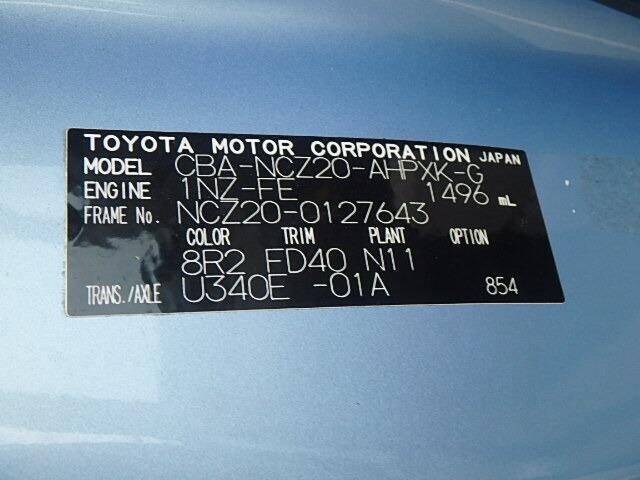 TOYOTA MOTOR CORPORATION JAPAN
MODEL CBA-NCZ20-AHPXK-G
ENGINE 1NZ-FE 1496 mL
FRAME No. NCZ20-0127643
COLOR TRIM PLANT OPTION
8R2 FD40 N11
TRANS./AXLE U340E -01A 854